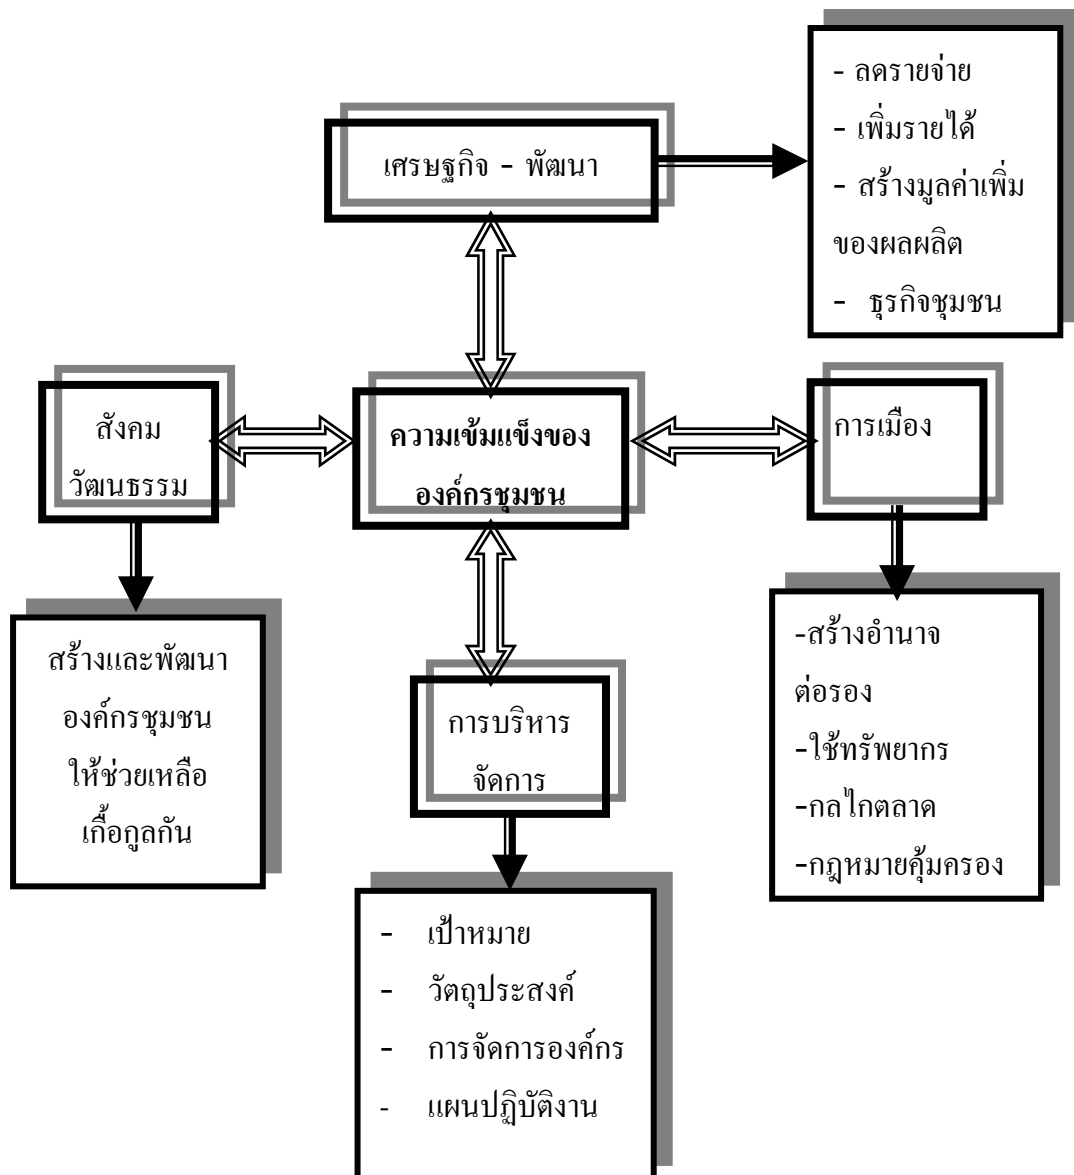 - ลดรายจ่าย
- เพิ่มรายได้
- สร้างมูลค่าเพิ่ม
ของผลผลิต
- ธุรกิจชุมชน
เศรษฐกิจ - พัฒนา
สังคม
วัฒนธรรม
ความเข้มแข็งของ
องค์กรชุมชน
การเมือง
สร้างและพัฒนา
องค์กรชุมชน
ให้ช่วยเหลือ
เกื้อกูลกัน
การบริหาร
จัดการ
-สร้างอำนาจ
ต่อรอง
-ใช้ทรัพยากร
-กลไกตลาด
-กฎหมายคุ้มครอง
- เป้าหมาย
- วัตถุประสงค์
- การจัดการองค์กร
- แผนปฏิบัติงาน